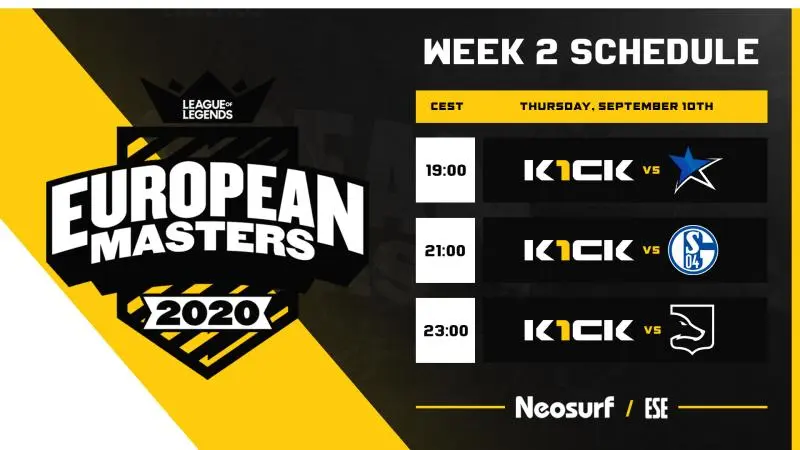 LEAGUE OF
LEGENDS
EUROPEAN
MASTERS
2020
WEEK 2 SCHEDULE
CEST THURSDAY, SEPTEMBER 10TH
19:00 K1CK VS
21:00 K1CK VS S 04
23:00 K1CK VS
Neosurf / ESE